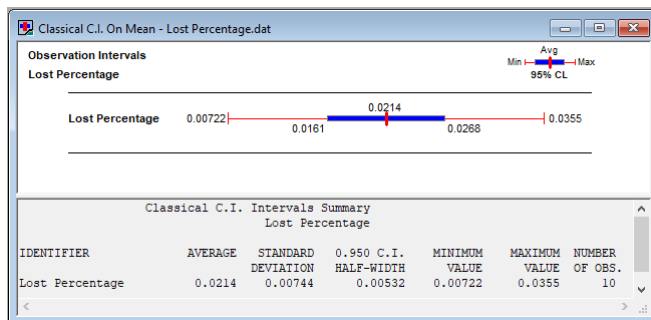 Classical C.I. On Mean - Lost Percentage.dat
Observation Intervals
Lost Percentage
Avg
Min Max
95% CL
0.0214
Lost Percentage 0.00722 0.0355
0.0161 0.0268
Classical C.I. Intervals Summary
Lost Percentage
IDENTIFIER AVERAGE STANDARD 0.950 C.I. MINIMUM MAXIMUM NUMBER
DEVIATION HALF-WIDTH VALUE VALUE OF OBS.
Lost Percentage 0.0214 0.00744 0.00532 0.00722 0.0355 10